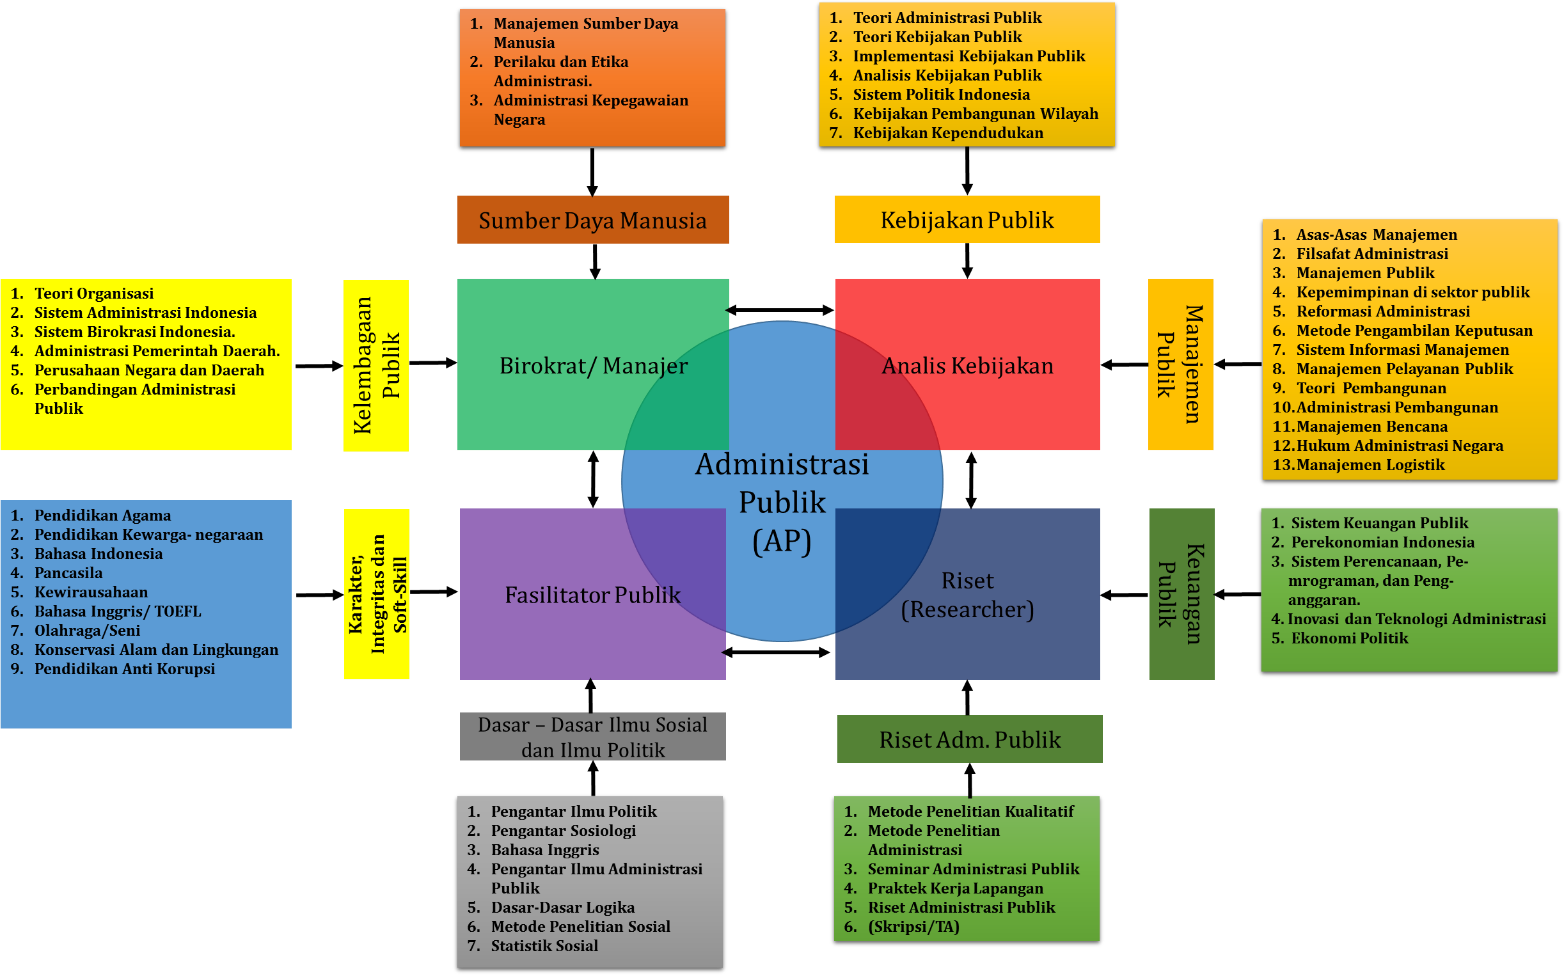 1. Manajemen Sumber Daya
Manusia
2. Perilaku dan Etika
Administrasi.
3. Administrasi Kepegawaian
Negara
1. Teori Administrasi Publik
2. Teori Kebijakan Publik
3. Implementasi Kebijakan Publik
4. Analisis Kebijakan Publik
5. Sistem Politik Indonesia
6. Kebijakan Pembangunan Wilayah
7. Kebijakan Kependudukan
Sumber Daya Manusia
Kebijakan Publik
1. Teori Organisasi
2. Sistem Administrasi Indonesia
3. Sistem Birokrasi Indonesia.
4. Administrasi Pemerintah Daerah.
5. Perusahaan Negara dan Daerah
6. Perbandingan Administrasi
Publik
Kelembagaan
Publik
Birokrat/ Manajer
Analis Kebijakan
Manajemen
Publik
1. Asas-Asas Manajemen
2. Filsafat Administrasi
3. Manajemen Publik
4. Kepemimpinan di sektor publik
5. Reformasi Administrasi
6. Metode Pengambilan Keputusan
7. Sistem Informasi Manajemen
8. Manajemen Pelayanan Publik
9. Teori Pembangunan
10. Administrasi Pembangunan
11. Manajemen Bencana
12. Hukum Administrasi Negara
13. Manajemen Logistik
Administrasi
Publik
(AP)
1. Pendidikan Agama
2. Pendidikan Kewarga- negaraan
3. Bahasa Indonesia
4. Pancasila
5. Kewirausahaan
6. Bahasa Inggris/ TOEFL
7. Olahraga/Seni
8. Konservasi Alam dan Lingkungan
9. Pendidikan Anti Korupsi
Karakter,
Integritas dan
Soft-Skill
Fasilitator Publik
Riset
(Researcher)
Keuangan
Publik
1. Sistem Keuangan Publik
2. Perekonomian Indonesia
3. Sistem Perencanaan, Pe-
mrograman, dan Peng-
anggaran.
4. Inovasi dan Teknologi Administrasi
5. Ekonomi Politik
Dasar – Dasar Ilmu Sosial
dan Ilmu Politik
Riset Adm. Publik
1. Pengantar Ilmu Politik
2. Pengantar Sosiologi
3. Bahasa Inggris
4. Pengantar Ilmu Administrasi
Publik
5. Dasar-Dasar Logika
6. Metode Penelitian Sosial
7. Statistik Sosial
1. Metode Penelitian Kualitatif
2. Metode Penelitian
Administrasi
3. Seminar Administrasi Publik
4. Praktek Kerja Lapangan
5. Riset Administrasi Publik
6. (Skripsi/TA)